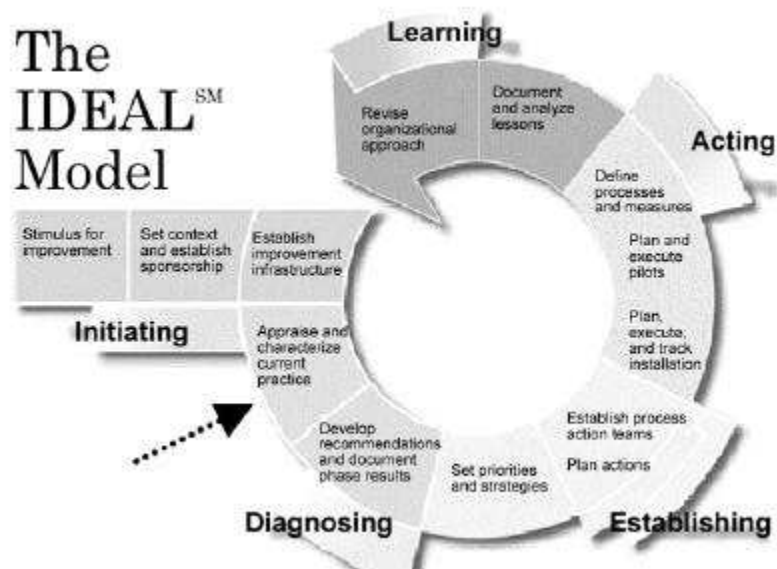 The
IDEAL SM
Model
Learning
Revise
organizational
approach
Document
and analyze
lessons
Acting
Define
processes
and measures
Plan and
execute
pilots
Plan,
execute,
and track
installation
Stimulus for
improvement
Set context
and establish
sponsorship
Establish
improvement
infrastructure
Initiating
Appraise and
characterize
current
practice
Develop
recommendations
and document
phase results
Diagnosing
Set priorities
and strategies
Establish process
action teams
Plan actions
Establishing